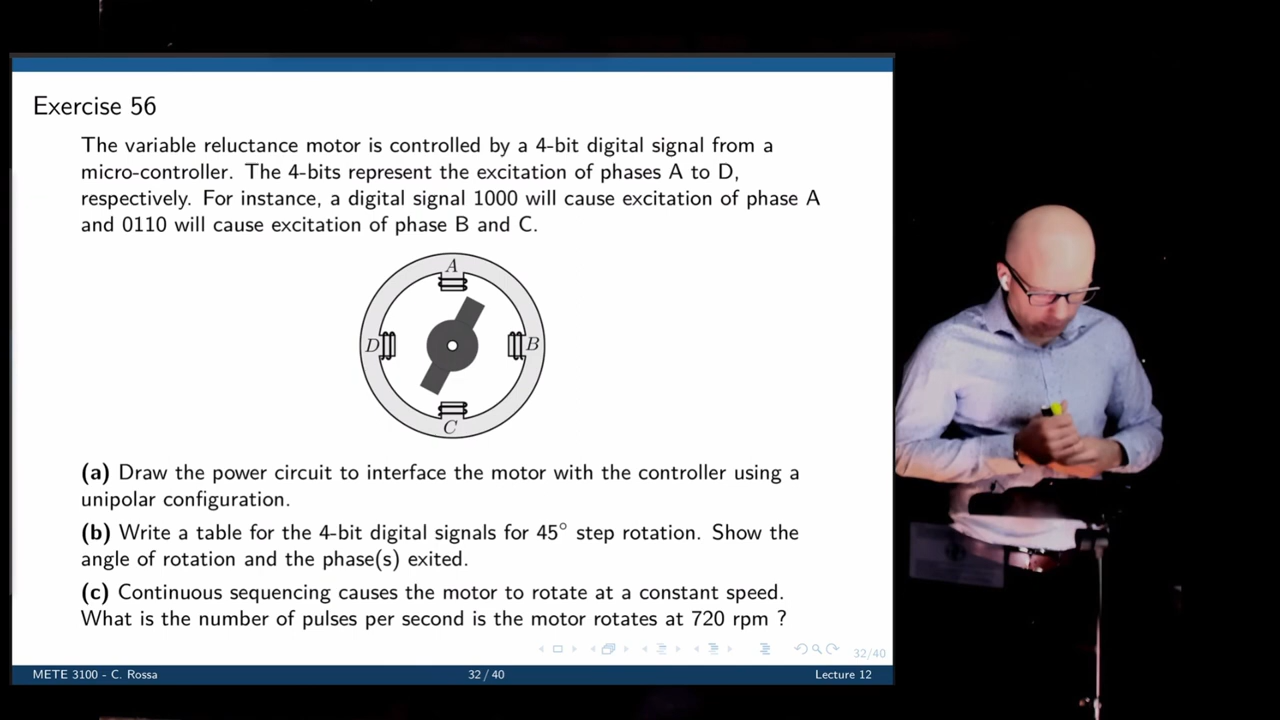 Exercise 56
The variable reluctance motor is controlled by a 4-bit digital signal from a
micro-controller. The 4-bits represent the excitation of phases A to D,
respectively. For instance, a digital signal 1000 will cause excitation of phase A
and 0110 will cause excitation of phase B and C.
A
D
B
C
(a) Draw the power circuit to interface the motor with the controller using a
unipolar configuration.
(b) Write a table for the 4-bit digital signals for 45° step rotation. Show the
angle of rotation and the phase(s) exited.
(c) Continuous sequencing causes the motor to rotate at a constant speed.
What is the number of pulses per second is the motor rotates at 720 rpm ?
32/40
METE 3100 - C. Rossa
32 / 40
Lecture 12